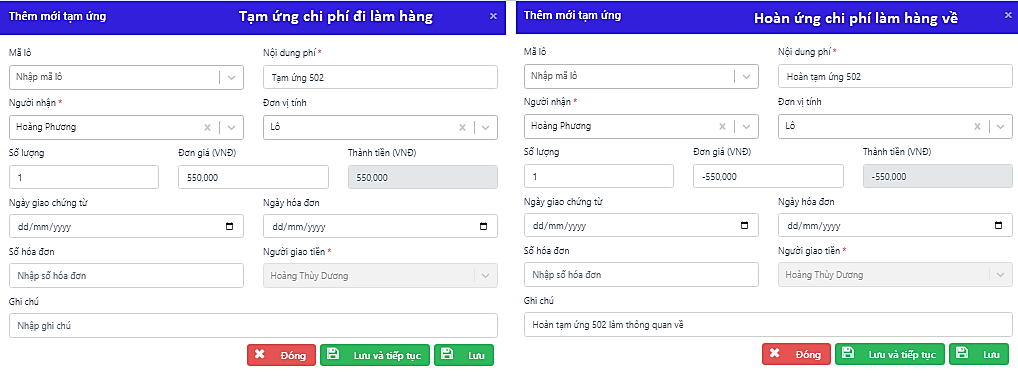 Thêm mới tạm ứng
Tạm ứng chi phí đi làm hàng
×
Mã lô
Nội dung phí *
Nhập mã lô
Tạm ứng 502
Người nhận *
Đơn vị tính
Hoàng Phương
Lô
Số lượng
Đơn giá (VNĐ)
Thành tiền (VNĐ)
1
550,000
550,000
Ngày giao chứng từ
Ngày hóa đơn
dd/mm/yyyy
dd/mm/yyyy
Số hóa đơn
Người giao tiền *
Nhập số hóa đơn
Hoàng Thùy Dương
Ghi chú
Nhập ghi chú
Đóng
Lưu và tiếp tục
Lưu
Thêm mới tạm ứng
Hoàn ứng chi phí làm hàng về
×
Mã lô
Nội dung phí *
Nhập mã lô
Hoàn tạm ứng 502
Người nhận *
Đơn vị tính
Hoàng Phương
Lô
Số lượng
Đơn giá (VNĐ)
Thành tiền (VNĐ)
1
-550,000
-550,000
Ngày giao chứng từ
Ngày hóa đơn
dd/mm/yyyy
dd/mm/yyyy
Số hóa đơn
Người giao tiền *
Nhập số hóa đơn
Hoàng Thùy Dương
Ghi chú
Hoàn tạm ứng 502 làm thông quan về
Đóng
Lưu và tiếp tục
Lưu